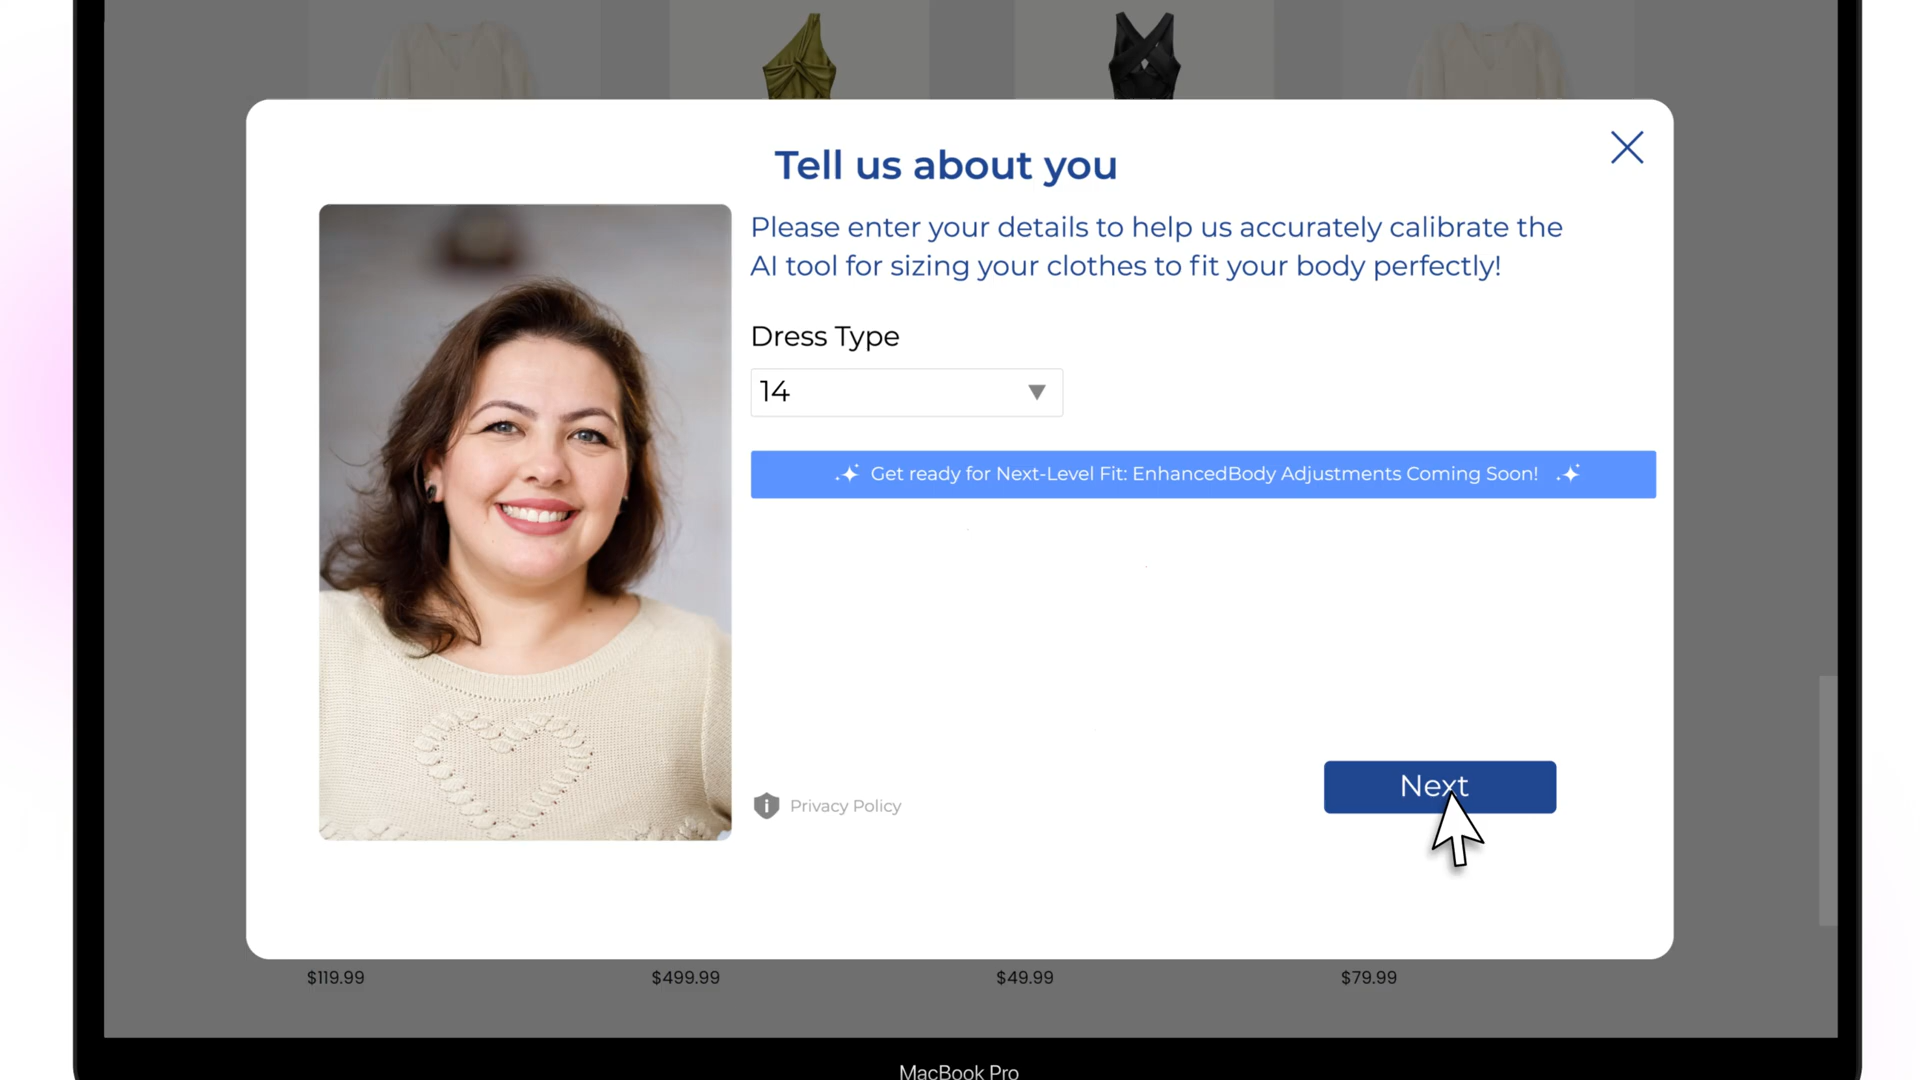 Tell us about you
Please enter your details to help us accurately calibrate the
AI tool for sizing your clothes to fit your body perfectly!
Dress Type
14
Get ready for Next-Level Fit: EnhancedBody Adjustments Coming Soon!
Next
Privacy Policy
$119.99
$499.99
$49.99
$79.99
MacBook Pro